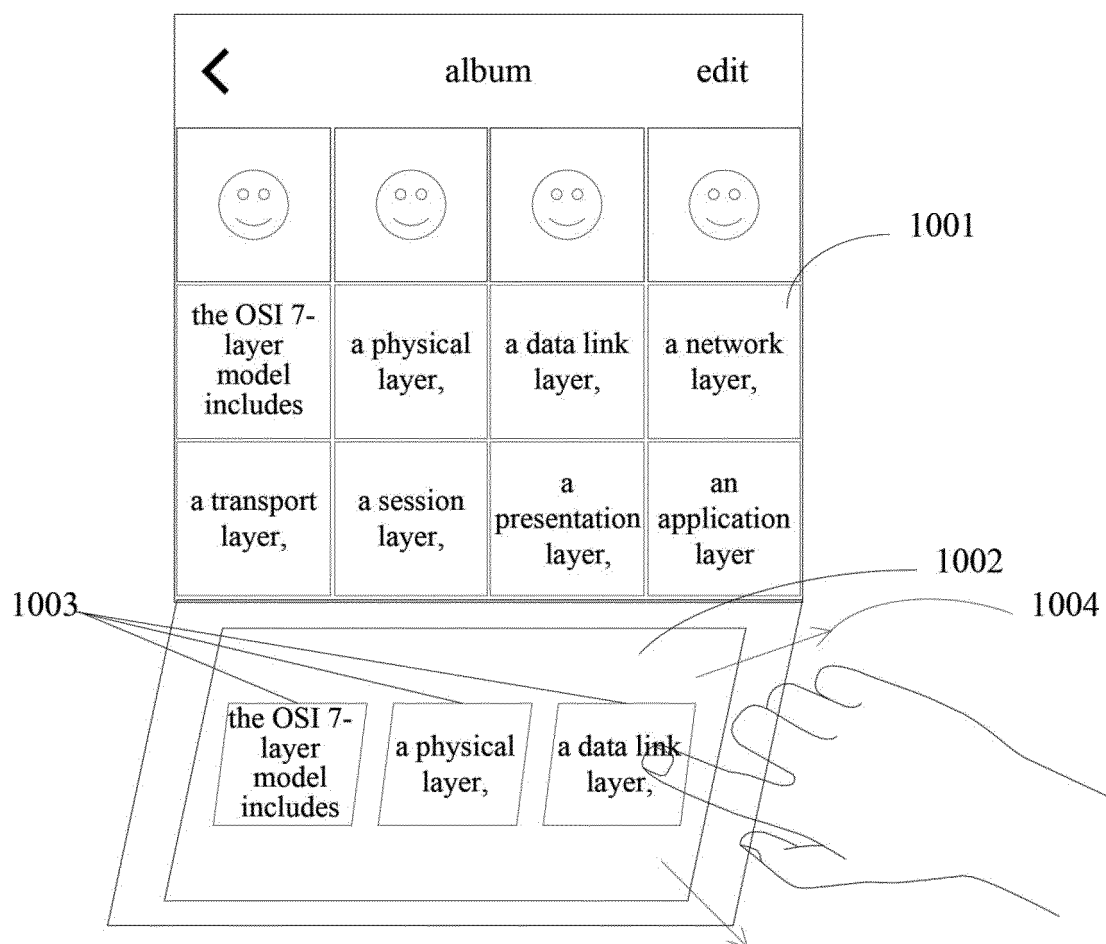 album edit
1001
the OSI 7-
layer
model
includes
a physical
layer,
a data link
layer,
a network
layer,
a transport
layer,
a session
layer,
a
presentation
layer,
an
application
layer
1002
1003
1004
the OSI 7-
layer
model
includes
a physical
layer,
a data link
layer,